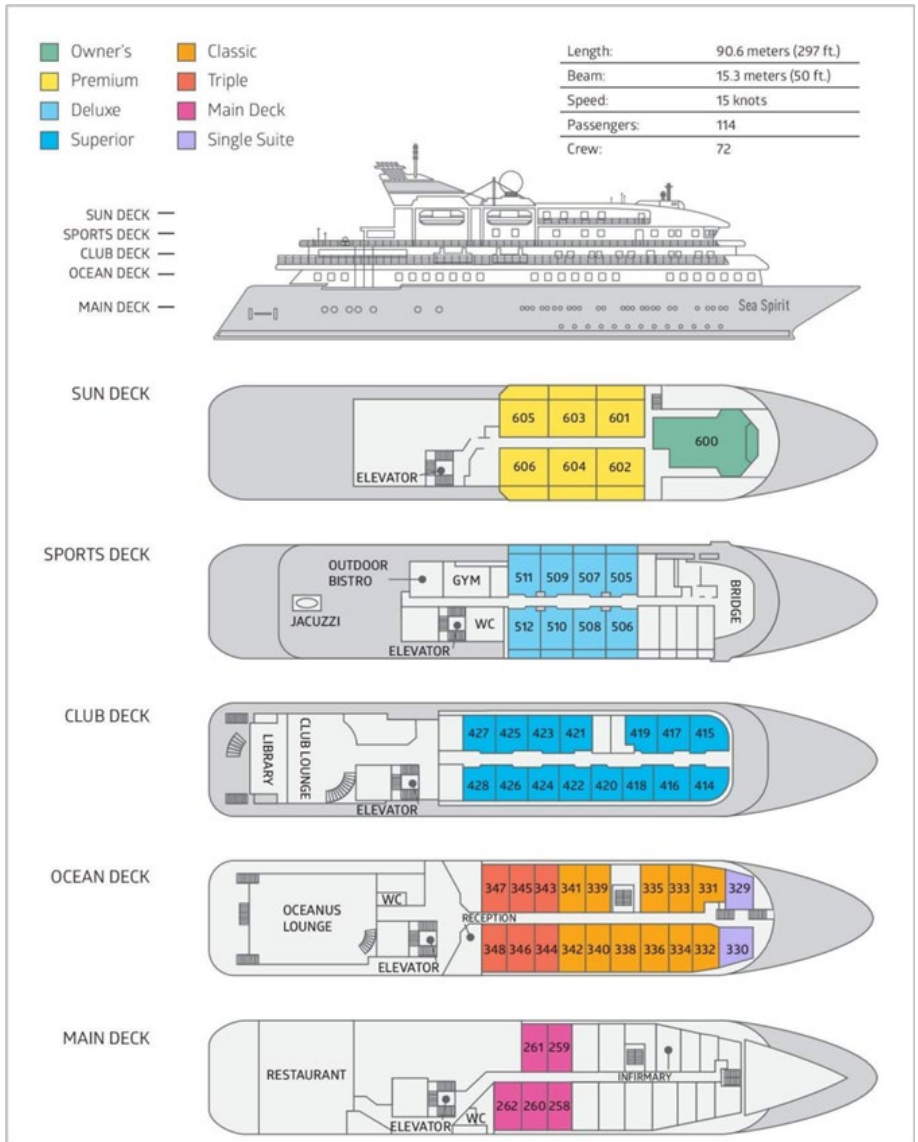 Owner's
Premium
Deluxe
Superior
Classic
Triple
Main Deck
Single Suite
Length: 90.6 meters (297 ft.)
Beam: 15.3 meters (50 ft.)
Speed: 15 knots
Passengers: 114
Crew: 72
SUN DECK
SPORTS DECK
CLUB DECK
OCEAN DECK
MAIN DECK
Sea Spirit
SUN DECK
605 603 601
600
ELEVATOR
606 604 602
SPORTS DECK
OUTDOOR
BISTRO
GYM
511 509 507 505
BRIDGE
JACUZZI
WC
512 510 508 506
ELEVATOR
CLUB DECK
LIBRARY
CLUB LOUNGE
427 425 423 421 419 417 415
428 426 424 422 420 418 416 414
ELEVATOR
OCEAN DECK
347 345 343 341 339 335 333 331 329
WC
OCEANUS
LOUNGE
RECEPTION
348 346 344 342 340 338 336 334 332 330
ELEVATOR
MAIN DECK
261 259
RESTAURANT
INFIRMARY
262 260 258
WC
ELEVATOR